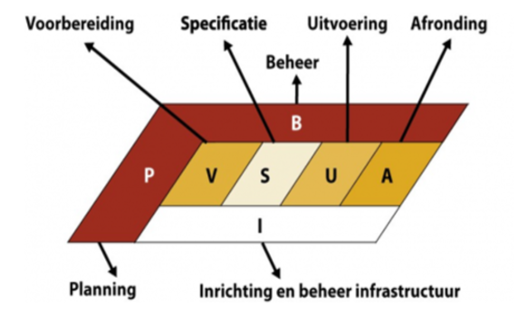 Voorbereiding Specificatie Uitvoering Afronding
Beheer
B
P V S U A
I
Planning Inrichting en beheer infrastructuur